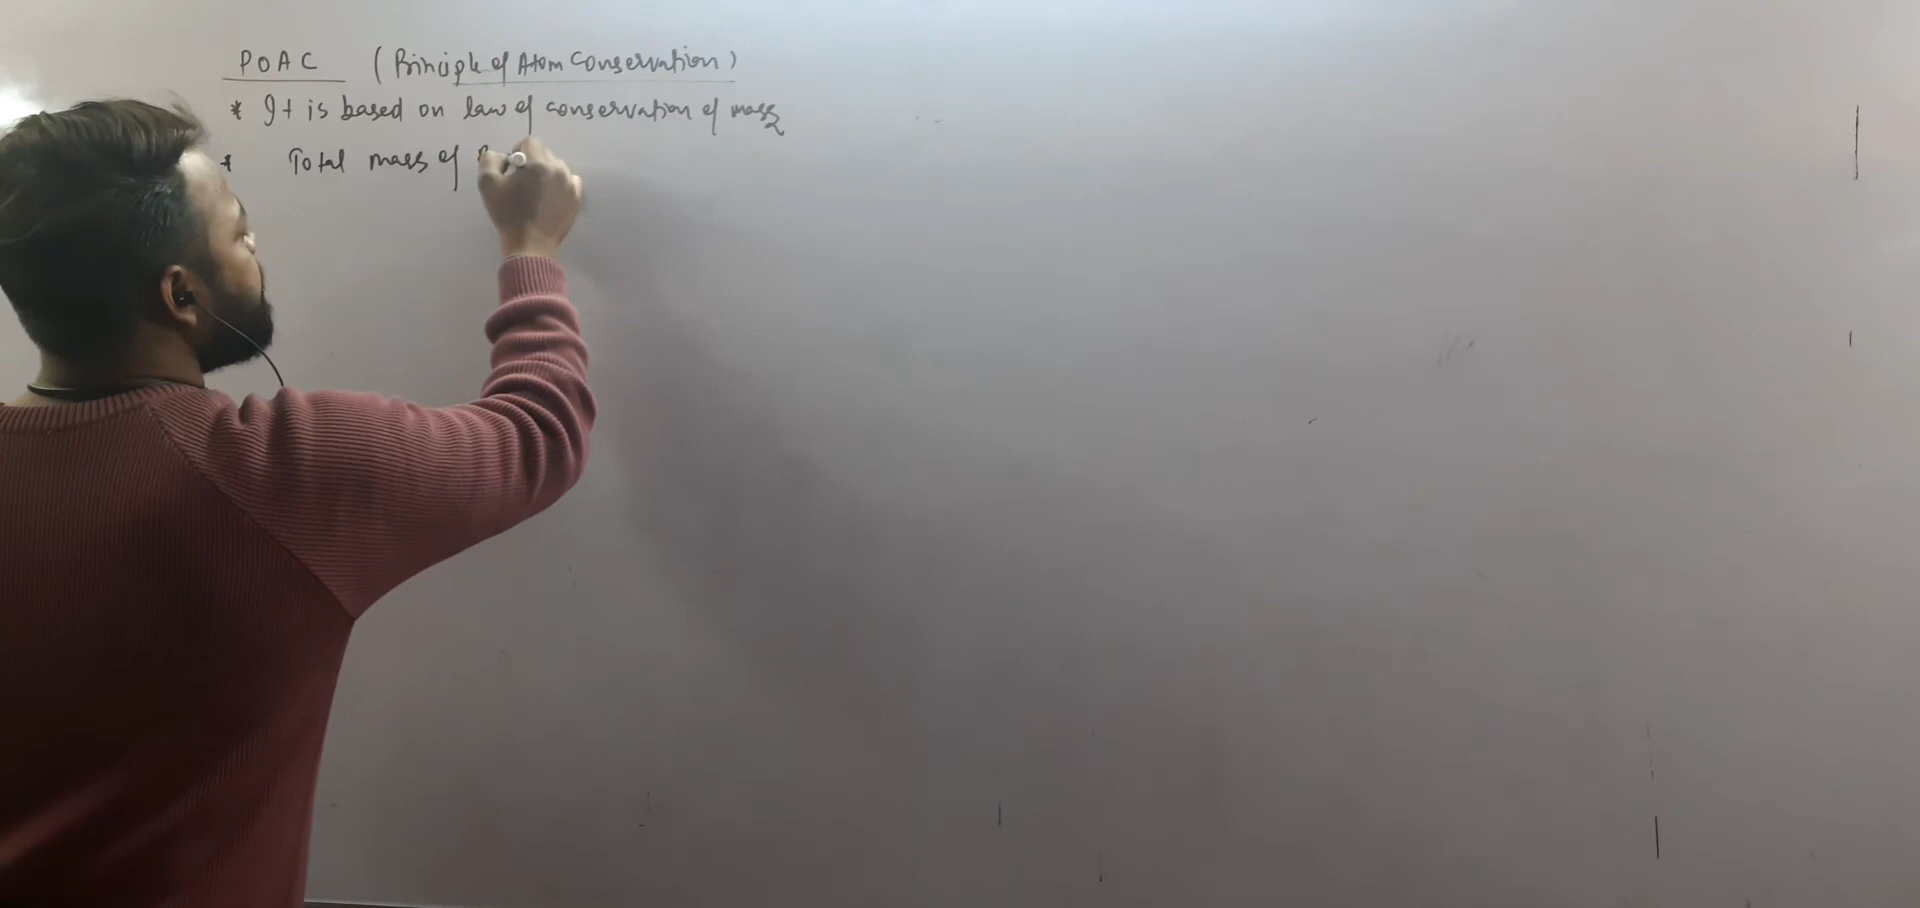 POAC (Principle of Atom Conservation)
* It is based on law of conservation of mass
* Total mass of